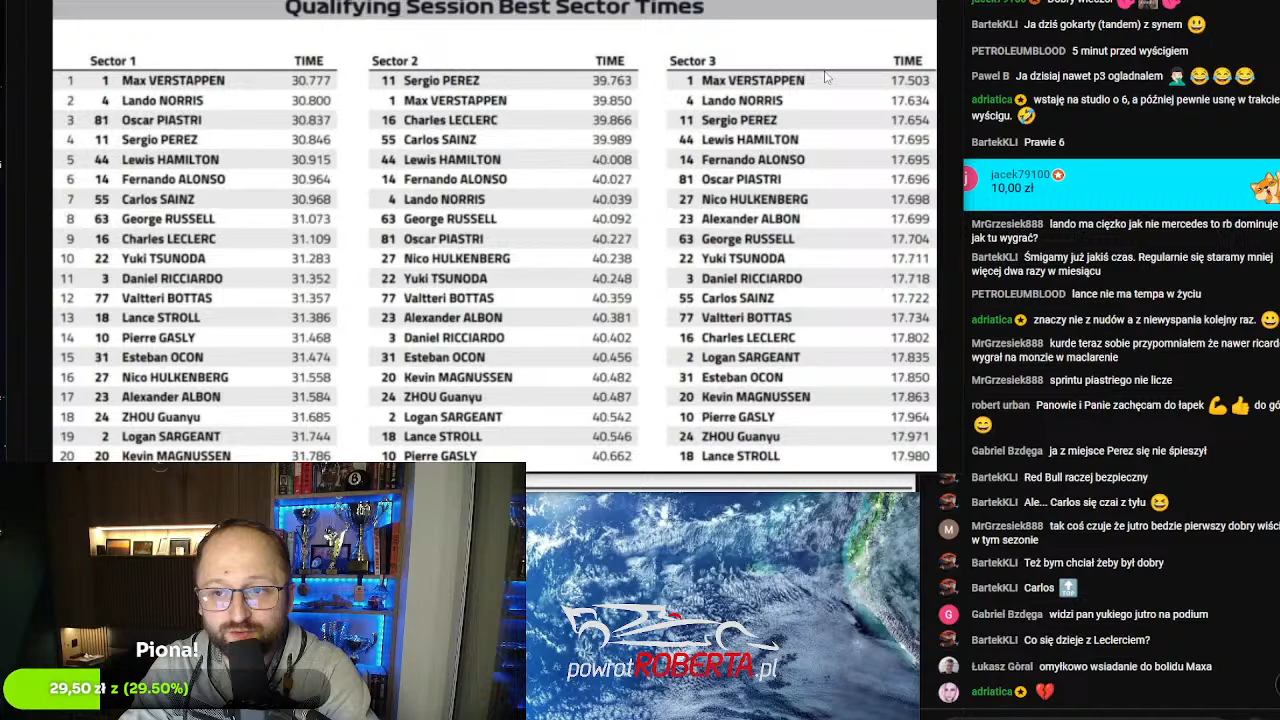 Qualifying Session Best Sector Times
Sector 1 TIME
1 1 Max VERSTAPPEN 30.777
2 4 Lando NORRIS 30.800
3 81 Oscar PIASTRI 30.837
4 11 Sergio PEREZ 30.846
5 44 Lewis HAMILTON 30.915
6 14 Fernando ALONSO 30.964
7 55 Carlos SAINZ 30.968
8 63 George RUSSELL 31.073
9 16 Charles LECLERC 31.109
10 22 Yuki TSUNODA 31.283
11 3 Daniel RICCIARDO 31.352
12 77 Valtteri BOTTAS 31.357
13 18 Lance STROLL 31.386
14 10 Pierre GASLY 31.468
15 31 Esteban OCON 31.474
16 27 Nico HULKENBERG 31.558
17 23 Alexander ALBON 31.584
18 24 ZHOU Guanyu 31.685
19 2 Logan SARGEANT 31.744
20 20 Kevin MAGNUSSEN 31.786
Sector 2 TIME
11 Sergio PEREZ 39.763
1 Max VERSTAPPEN 39.850
16 Charles LECLERC 39.866
55 Carlos SAINZ 39.989
44 Lewis HAMILTON 40.008
14 Fernando ALONSO 40.027
4 Lando NORRIS 40.039
63 George RUSSELL 40.092
81 Oscar PIASTRI 40.227
27 Nico HULKENBERG 40.238
22 Yuki TSUNODA 40.248
77 Valtteri BOTTAS 40.359
23 Alexander ALBON 40.381
3 Daniel RICCIARDO 40.402
31 Esteban OCON 40.456
20 Kevin MAGNUSSEN 40.482
24 ZHOU Guanyu 40.487
2 Logan SARGEANT 40.542
18 Lance STROLL 40.546
10 Pierre GASLY 40.662
Sector 3 TIME
1 Max VERSTAPPEN 17.503
4 Lando NORRIS 17.634
11 Sergio PEREZ 17.654
44 Lewis HAMILTON 17.695
14 Fernando ALONSO 17.695
81 Oscar PIASTRI 17.696
27 Nico HULKENBERG 17.698
23 Alexander ALBON 17.699
63 George RUSSELL 17.704
22 Yuki TSUNODA 17.711
3 Daniel RICCIARDO 17.718
55 Carlos SAINZ 17.722
77 Valtteri BOTTAS 17.734
16 Charles LECLERC 17.802
2 Logan SARGEANT 17.835
31 Esteban OCON 17.850
20 Kevin MAGNUSSEN 17.863
10 Pierre GASLY 17.964
24 ZHOU Guanyu 17.971
18 Lance STROLL 17.980
jacek79100 Dobry wieczór
BartekKLI Ja dziś gokarty (tandem) z synem 😃
PETROLEUMBLOOD 5 minut przed wyścigiem
Pawel B Ja dzisiaj nawet p3 ogladnalem 🤦🏻‍♂️😂😂😂
adriatica wstaję na studio o 6, a później pewnie usnę w trakcie
wyścigu. 🤣
BartekKLI Prawie 6
j jacek79100
10,00 zł
MrGrzesiek888 lando ma ciężko jak nie mercedes to rb dominuje
jak tu wygrać?
BartekKLI Śmigamy już jakiś czas. Regularnie się staramy mniej
więcej dwa razy w miesiącu
PETROLEUMBLOOD lance nie ma tempa w życiu
adriatica znaczy nie z nudów a z niewyspania kolejny raz. 😀
MrGrzesiek888 kurde teraz sobie przypomniałem że nawer ricardo
wygrał na monzie w maclarenie
MrGrzesiek888 sprintu piastriego nie licze
robert urban Panowie i Panie zachęcam do łapek 💪👍 do gó
😄
Gabriel Bzdęga ja z miejsce Perez się nie śpieszył
BartekKLI Red Bull raczej bezpieczny
BartekKLI Ale... Carlos się czai z tyłu 😆
M MrGrzesiek888 tak coś czuje że jutro bedzie pierwszy dobry wyści
w tym sezonie
BartekKLI Też bym chciał żeby był dobry
BartekKLI Carlos 🔝
G Gabriel Bzdęga widzi pan yukiego jutro na podium
BartekKLI Co się dzieje z Leclerciem?
Łukasz Góral omyłkowo wsiadanie do bolidu Maxa
adriatica 💔
8
Piona!
29,50 zł z (29.50%)
powrotROBERTA.pl